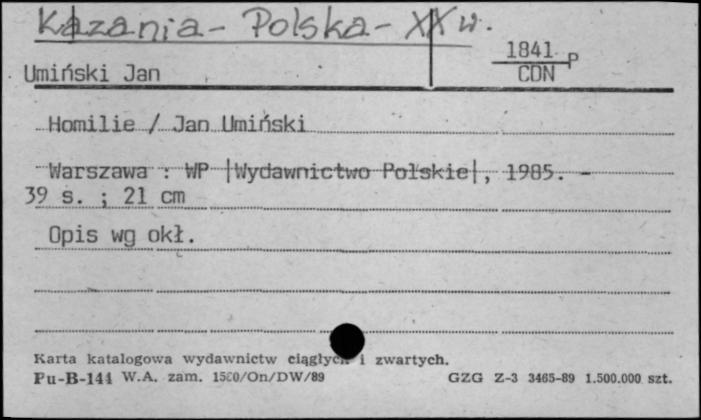 Kazania - Polska - XX w.
1841 P
Umiński Jan CDN
Homilie / Jan Umiński
Warszawa : WP |Wydawnictwo Polskie|, 1985. -
39 s. ; 21 cm
Opis wg okł.
Karta katalogowa wydawnictw ciągłych i zwartych.
Pu-B-144 W.A. zam. /On/DW/89 GZG Z-3 3465-89 1.500.000 szt.